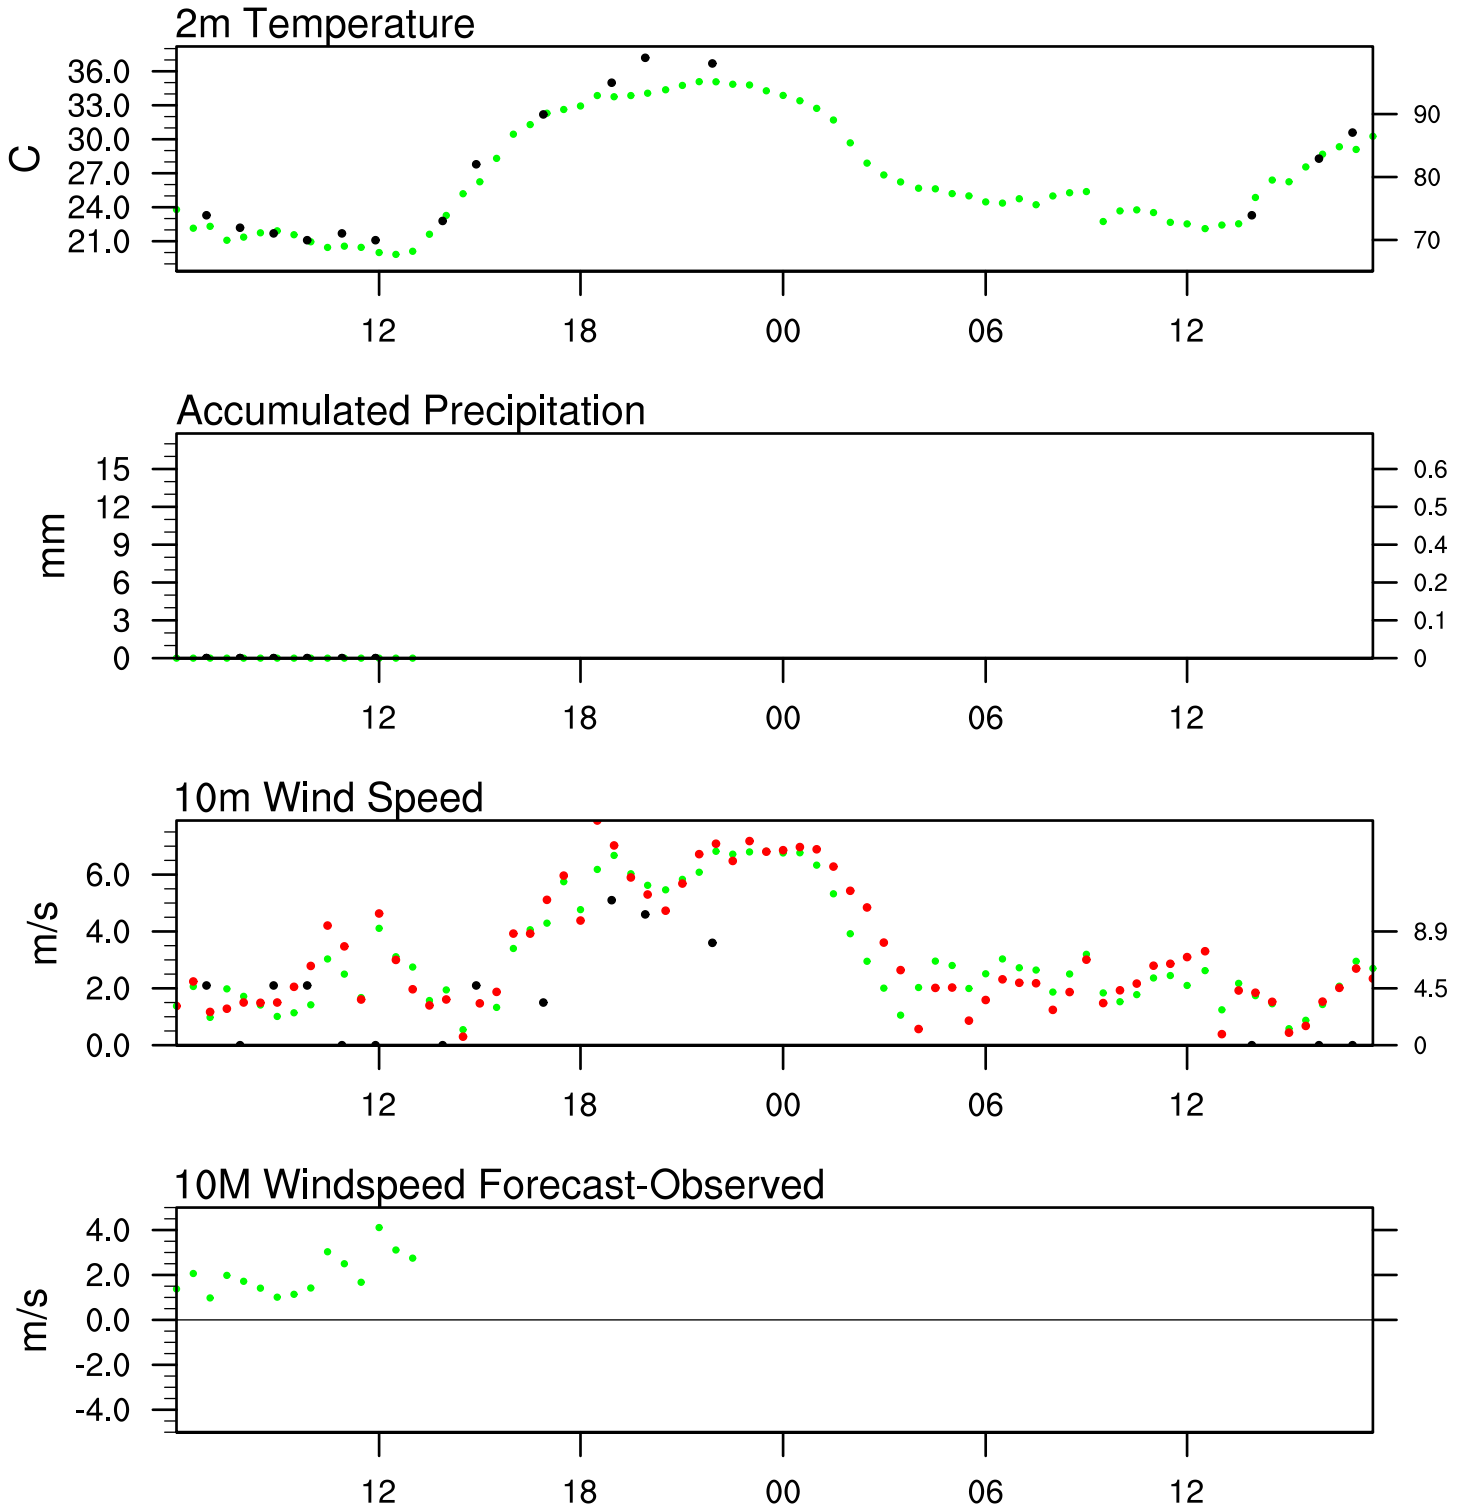 2m Temperature
36.0
33.0
30.0
27.0
24.0
21.0
C
90
80
70
12 18 00 06 12
Accumulated Precipitation
15
12
9
6
3
0
mm
0.6
0.5
0.4
0.2
0.1
0
12 18 00 06 12
10m Wind Speed
6.0
4.0
2.0
0.0
m/s
8.9
4.5
0
12 18 00 06 12
10M Windspeed Forecast-Observed
4.0
2.0
0.0
-2.0
-4.0
m/s
12 18 00 06 12